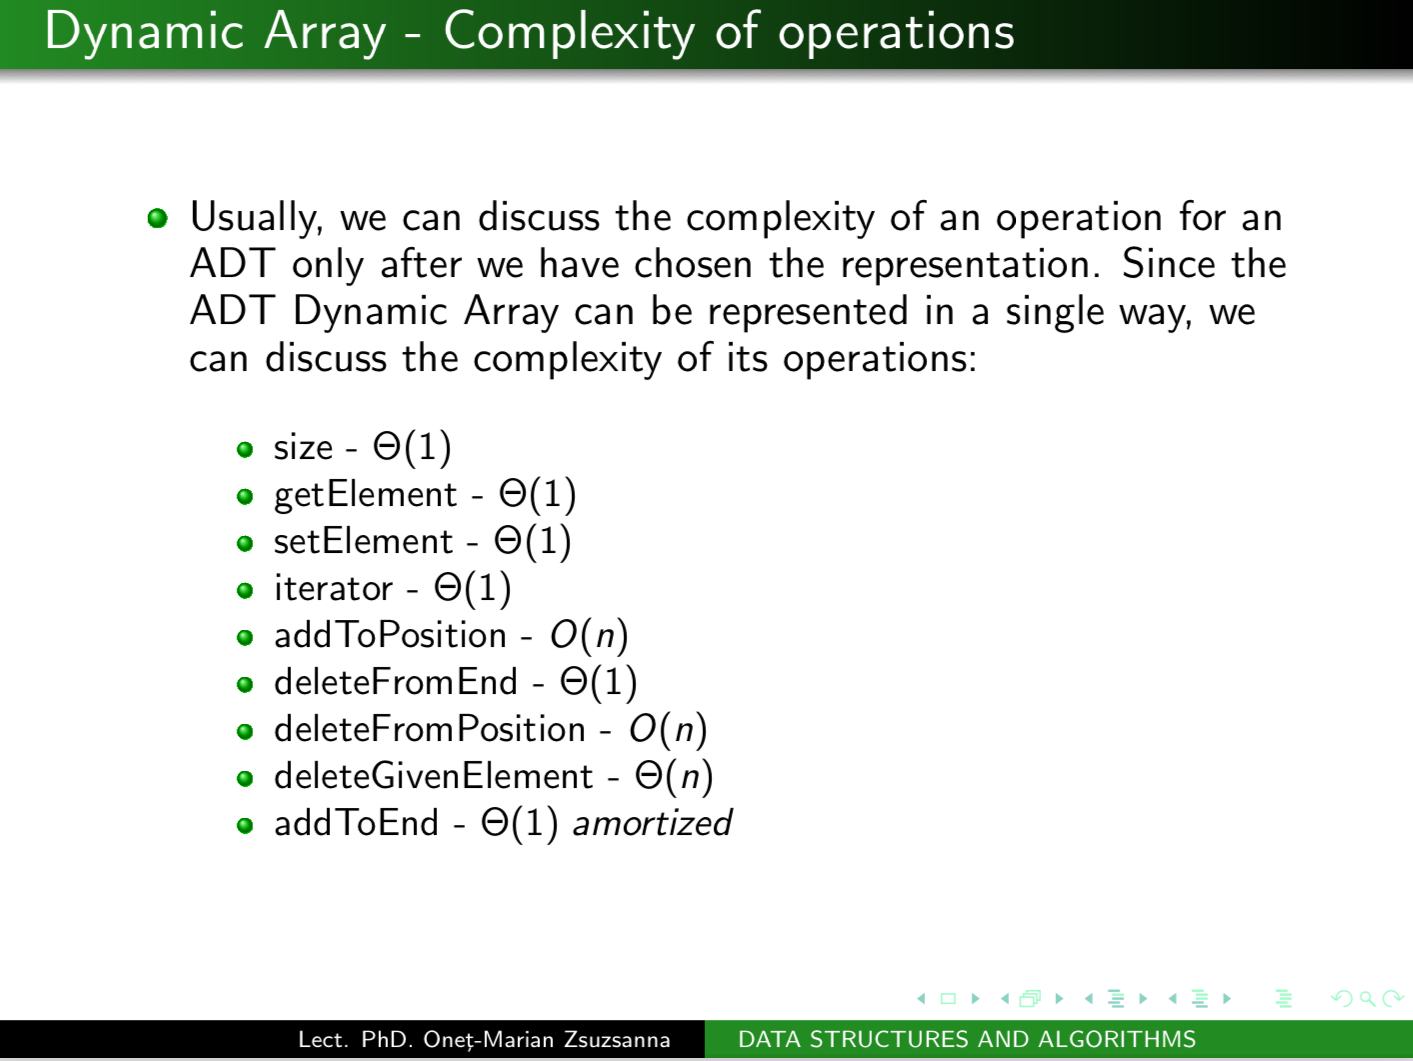 Dynamic Array - Complexity of operations
Usually, we can discuss the complexity of an operation for an
ADT only after we have chosen the representation. Since the
ADT Dynamic Array can be represented in a single way, we
can discuss the complexity of its operations:
size - Θ(1)
getElement - Θ(1)
setElement - Θ(1)
iterator - Θ(1)
addToPosition - O(n)
deleteFromEnd - Θ(1)
deleteFromPosition - O(n)
deleteGivenElement - Θ(n)
addToEnd - Θ(1) amortized
Lect. PhD. Oneț-Marian Zsuzsanna
DATA STRUCTURES AND ALGORITHMS